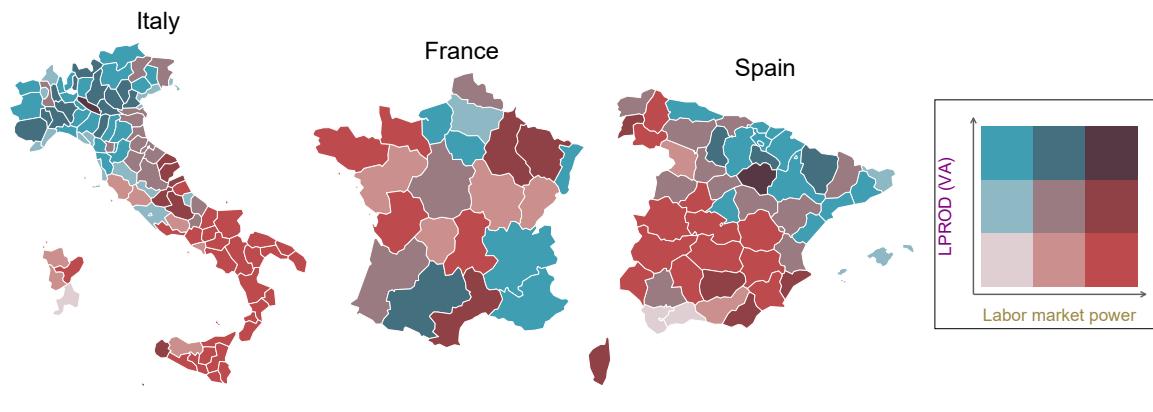 Italy
France
Spain
LPROD (VA)
Labor market power